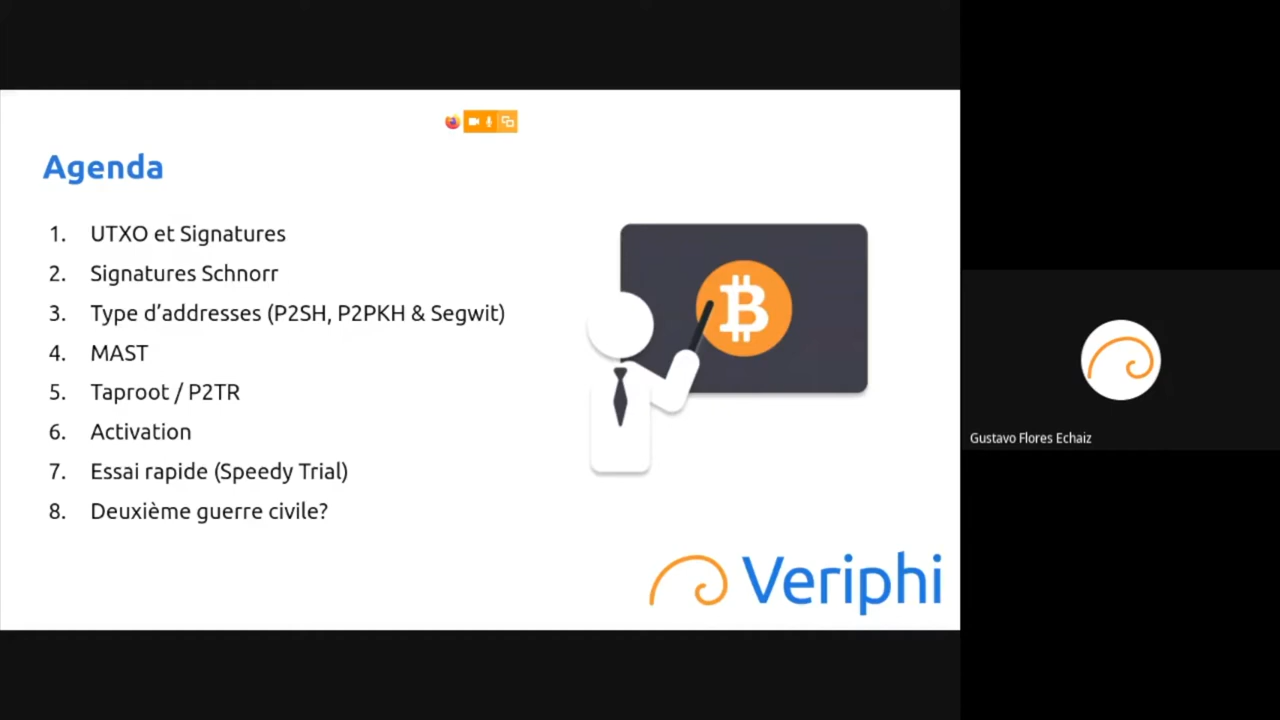 Agenda
1. UTXO et Signatures
2. Signatures Schnorr
3. Type d’addresses (P2SH, P2PKH & Segwit)
4. MAST
5. Taproot / P2TR
6. Activation
7. Essai rapide (Speedy Trial)
8. Deuxième guerre civile?
Veriphi
Gustavo Flores Echaiz